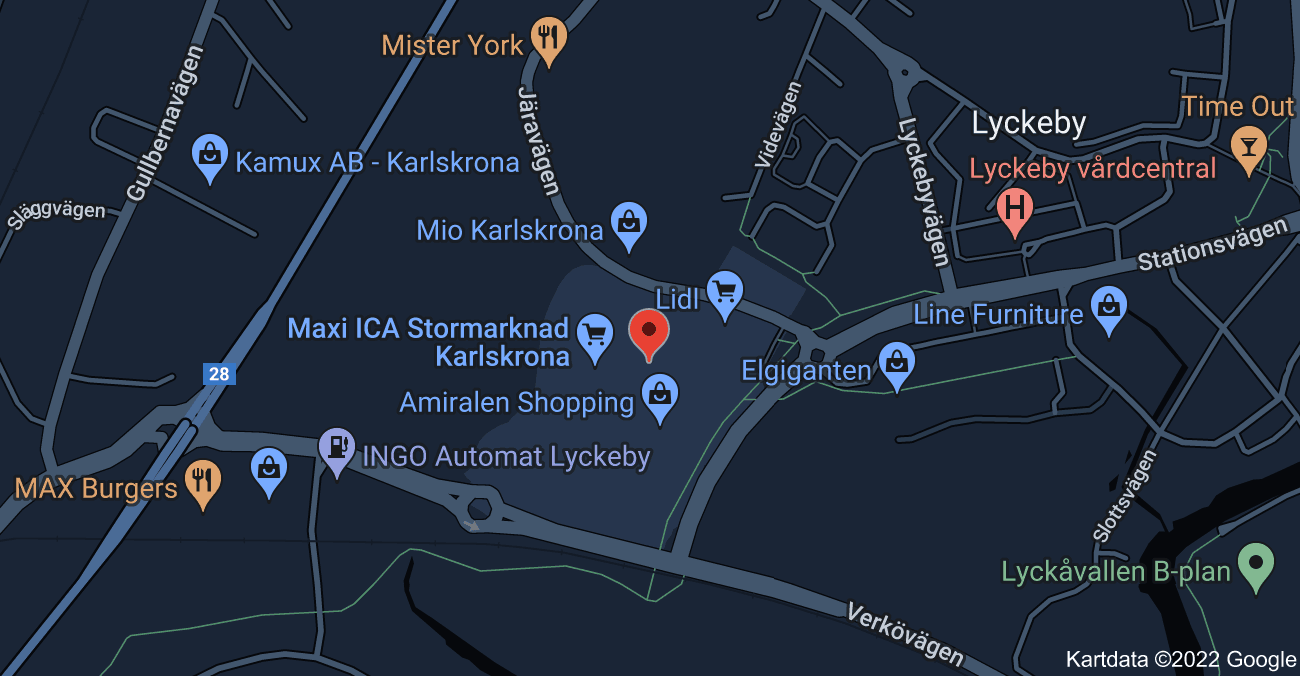 Mister York
Järavägen
Gullbernavägen
Videvägen
Time Out
Lyckeby
Lyckebyvägen
Lyckeby vårdcentral
Kamux AB - Karlskrona
Släggvägen
Mio Karlskrona
Stationsvägen
Lidl
Line Furniture
Maxi ICA Stormarknad
Karlskrona
Elgiganten
28
Amiralen Shopping
INGO Automat Lyckeby
MAX Burgers
Slottsvägen
Lyckåvallen B-plan
Verkövägen
Kartdata ©2022 Google